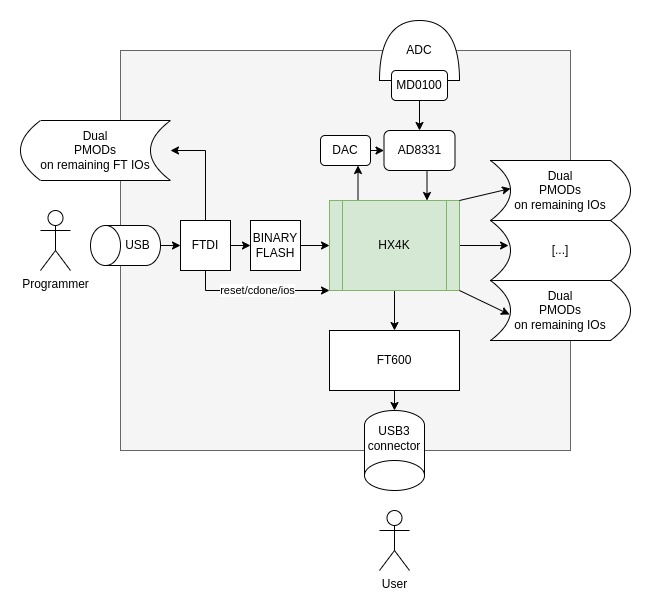 ADC
MD0100
Dual
PMODS
on remaining FT IOs
DAC
AD8331
Dual
PMODs
on remaining IOs
Programmer
USB
FTDI
BINARY
FLASH
HX4K
[...]
reset/cdone/ios
Dual
PMODs
on remaining IOs
FT600
USB3
connector
User